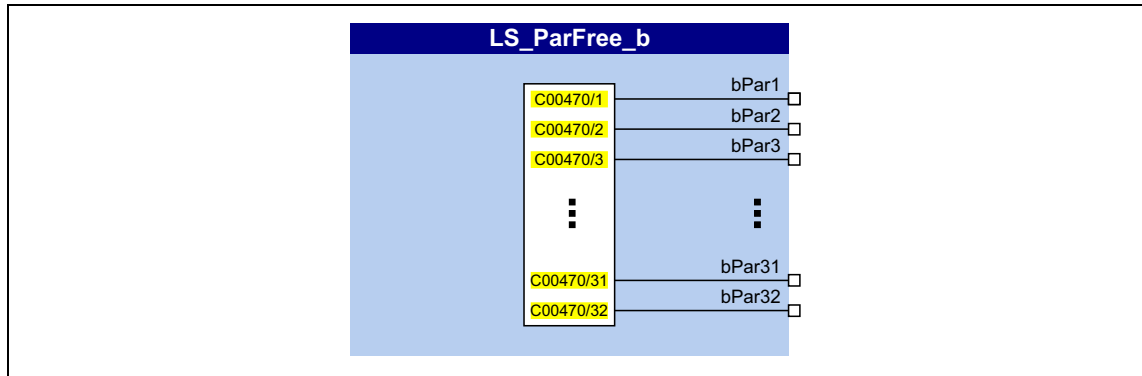 LS_ParFree_b
C00470/1 bPar1
C00470/2 bPar2
C00470/3 bPar3
C00470/31 bPar31
C00470/32 bPar32